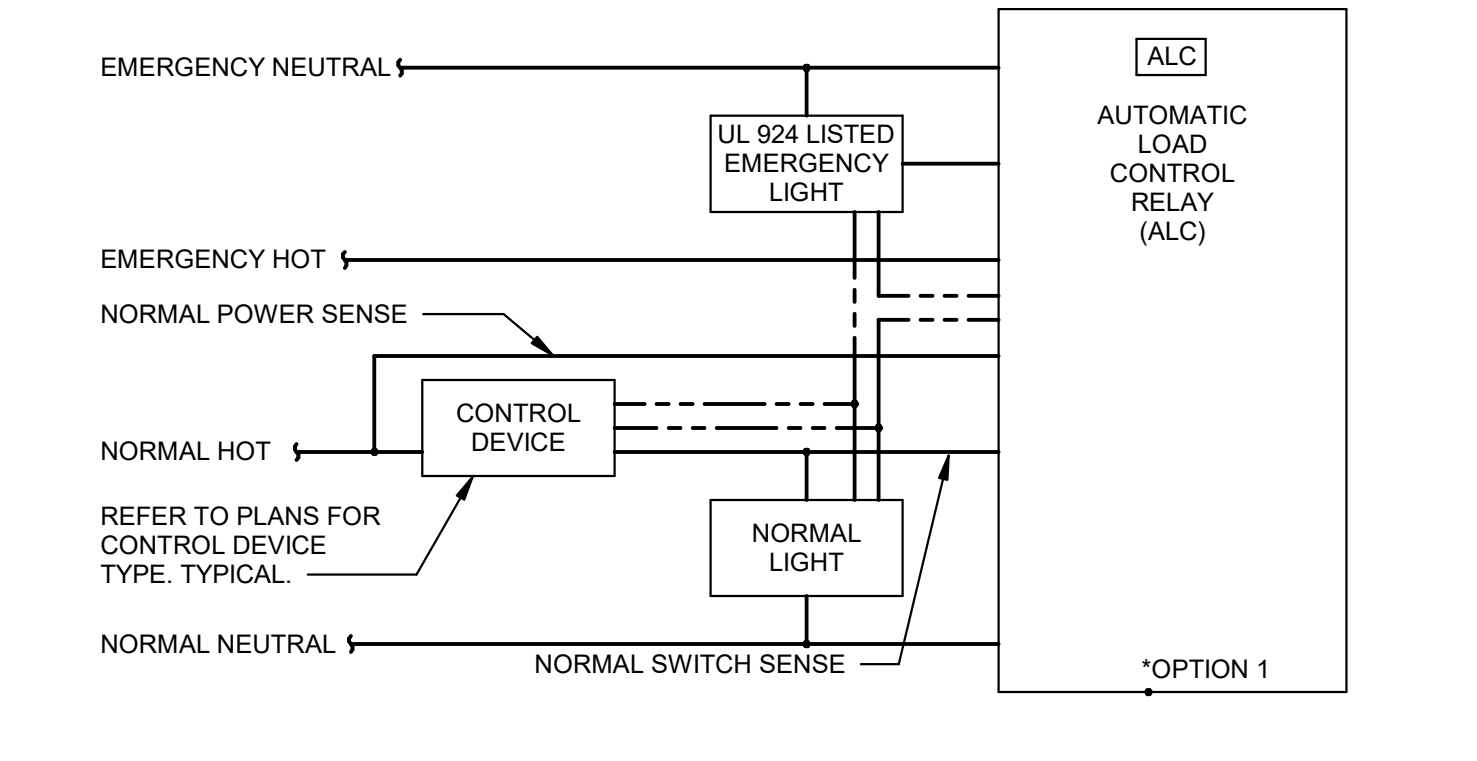 EMERGENCY NEUTRAL
ALC
AUTOMATIC
LOAD
CONTROL
RELAY
(ALC)
UL 924 LISTED
EMERGENCY
LIGHT
EMERGENCY HOT
NORMAL POWER SENSE
CONTROL
DEVICE
NORMAL HOT
REFER TO PLANS FOR
CONTROL DEVICE
TYPE. TYPICAL.
NORMAL
LIGHT
NORMAL NEUTRAL
NORMAL SWITCH SENSE
*OPTION 1